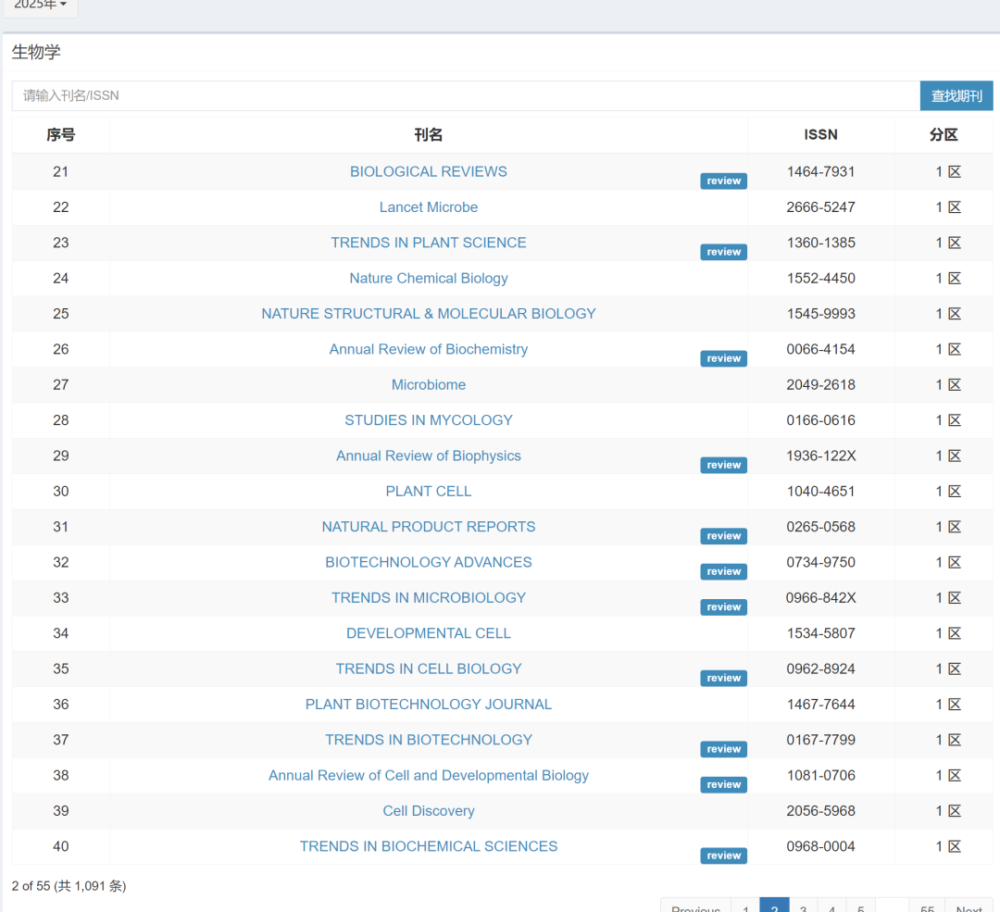 2025年
生物学
请输入刊名/ISSN 查找期刊
序号 刊名 ISSN 分区
21 BIOLOGICAL REVIEWS review 1464-7931 1 区
22 Lancet Microbe 2666-5247 1 区
23 TRENDS IN PLANT SCIENCE review 1360-1385 1 区
24 Nature Chemical Biology 1552-4450 1 区
25 NATURE STRUCTURAL & MOLECULAR BIOLOGY 1545-9993 1 区
26 Annual Review of Biochemistry review 0066-4154 1 区
27 Microbiome 2049-2618 1 区
28 STUDIES IN MYCOLOGY 0166-0616 1 区
29 Annual Review of Biophysics review 1936-122X 1 区
30 PLANT CELL 1040-4651 1 区
31 NATURAL PRODUCT REPORTS review 0265-0568 1 区
32 BIOTECHNOLOGY ADVANCES review 0734-9750 1 区
33 TRENDS IN MICROBIOLOGY review 0966-842X 1 区
34 DEVELOPMENTAL CELL 1534-5807 1 区
35 TRENDS IN CELL BIOLOGY review 0962-8924 1 区
36 PLANT BIOTECHNOLOGY JOURNAL 1467-7644 1 区
37 TRENDS IN BIOTECHNOLOGY review 0167-7799 1 区
38 Annual Review of Cell and Developmental Biology review 1081-0706 1 区
39 Cell Discovery 2056-5968 1 区
40 TRENDS IN BIOCHEMICAL SCIENCES review 0968-0004 1 区
2 of 55 (共 1,091 条)
Previous 1 2 3 4 5 55 Next